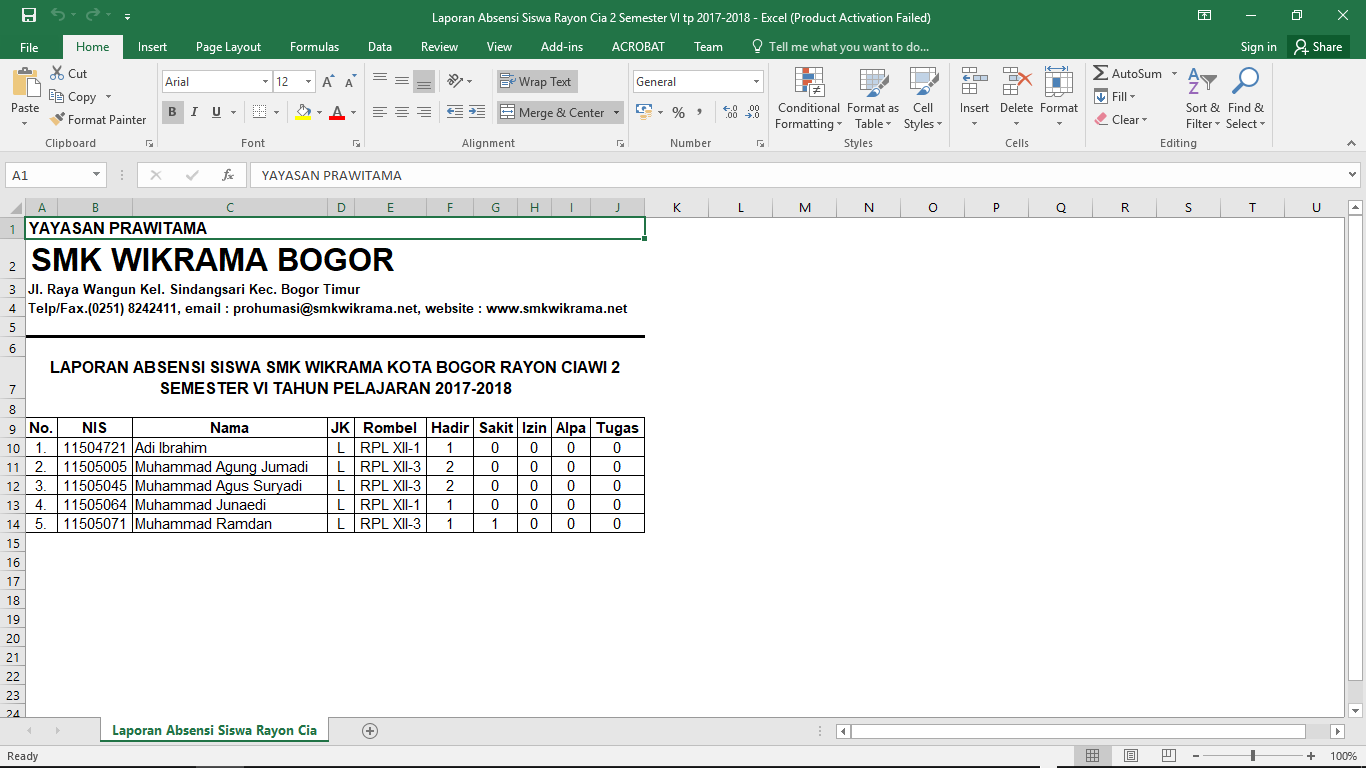 Laporan Absensi Siswa Rayon Cia 2 Semester VI tp 2017-2018 - Excel (Product Activation Failed)
File Home Insert Page Layout Formulas Data Review View Add-ins ACROBAT Team Tell me what you want to do... Sign in Share
Paste Cut Copy Format Painter
Arial 12 B I U
Wrap Text Merge & Center
General %
Conditional Formatting Format as Table Cell Styles
Insert Delete Format
AutoSum Fill Clear Sort & Filter Find & Select
Clipboard Font Alignment Number Styles Cells Editing
A1 fx YAYASAN PRAWITAMA
A B C D E F G H I J K L M N O P Q R S T U
1 YAYASAN PRAWITAMA
2 SMK WIKRAMA BOGOR
3 Jl. Raya Wangun Kel. Sindangsari Kec. Bogor Timur
4 Telp/Fax.(0251) 8242411, email : prohumasi@smkwikrama.net, website : www.smkwikrama.net
5
6
LAPORAN ABSENSI SISWA SMK WIKRAMA KOTA BOGOR RAYON CIAWI 2
7 SEMESTER VI TAHUN PELAJARAN 2017-2018
8
9 No. NIS Nama JK Rombel Hadir Sakit Izin Alpa Tugas
10 1. 11504721 Adi Ibrahim L RPL XII-1 1 0 0 0 0
11 2. 11505005 Muhammad Agung Jumadi L RPL XII-3 2 0 0 0 0
12 3. 11505045 Muhammad Agus Suryadi L RPL XII-3 2 0 0 0 0
13 4. 11505064 Muhammad Junaedi L RPL XII-1 1 0 0 0 0
14 5. 11505071 Muhammad Ramdan L RPL XII-3 1 1 0 0 0
15
16
17
18
19
20
21
22
23
24
Laporan Absensi Siswa Rayon Cia
Ready 100%